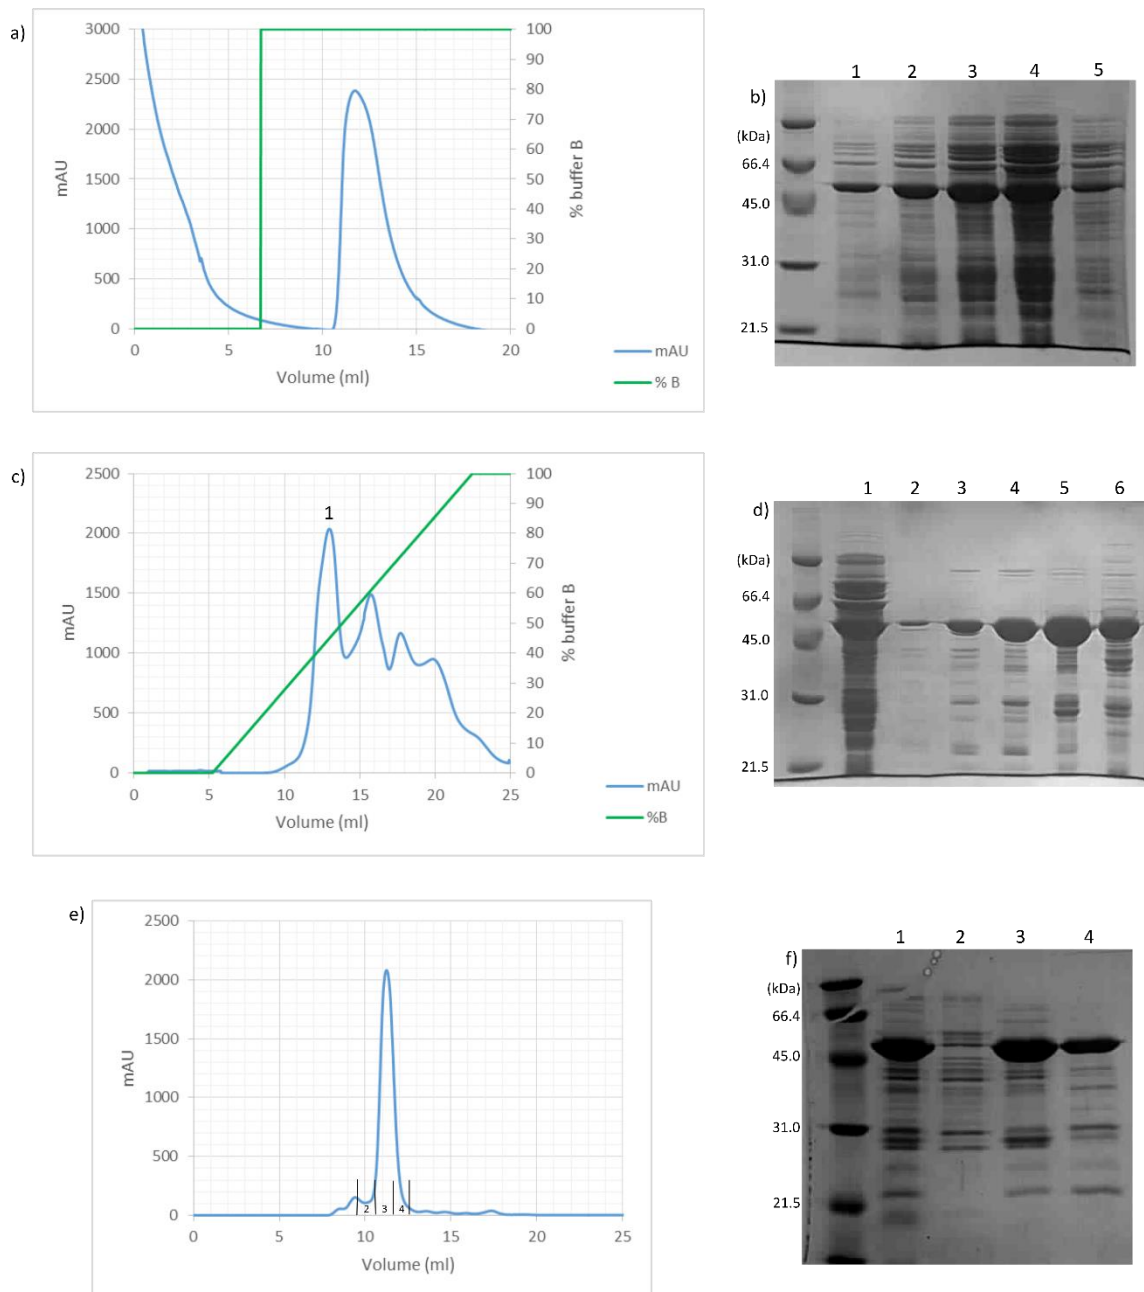 a)
3000 100
2500 90
80
2000 70
60
1500 50
1000 40
30
500 20
10
0 0
mAU
% buffer B
0 5 10 15 20
Volume (ml)
mAU
% B
b)
1 2 3 4 5
(kDa)
66.4
45.0
31.0
21.5
c)
2500 100
90
2000 80
70
1500 60
50
1000 40
30
500 20
10
0 0
1
mAU
% buffer B
0 5 10 15 20 25
Volume (ml)
mAU
%B
d)
1 2 3 4 5 6
(kDa)
66.4
45.0
31.0
21.5
e)
2500
2000
1500
1000
500
0
mAU
2 3 4
0 5 10 15 20 25
Volume (ml)
f)
1 2 3 4
(kDa)
66.4
45.0
31.0
21.5